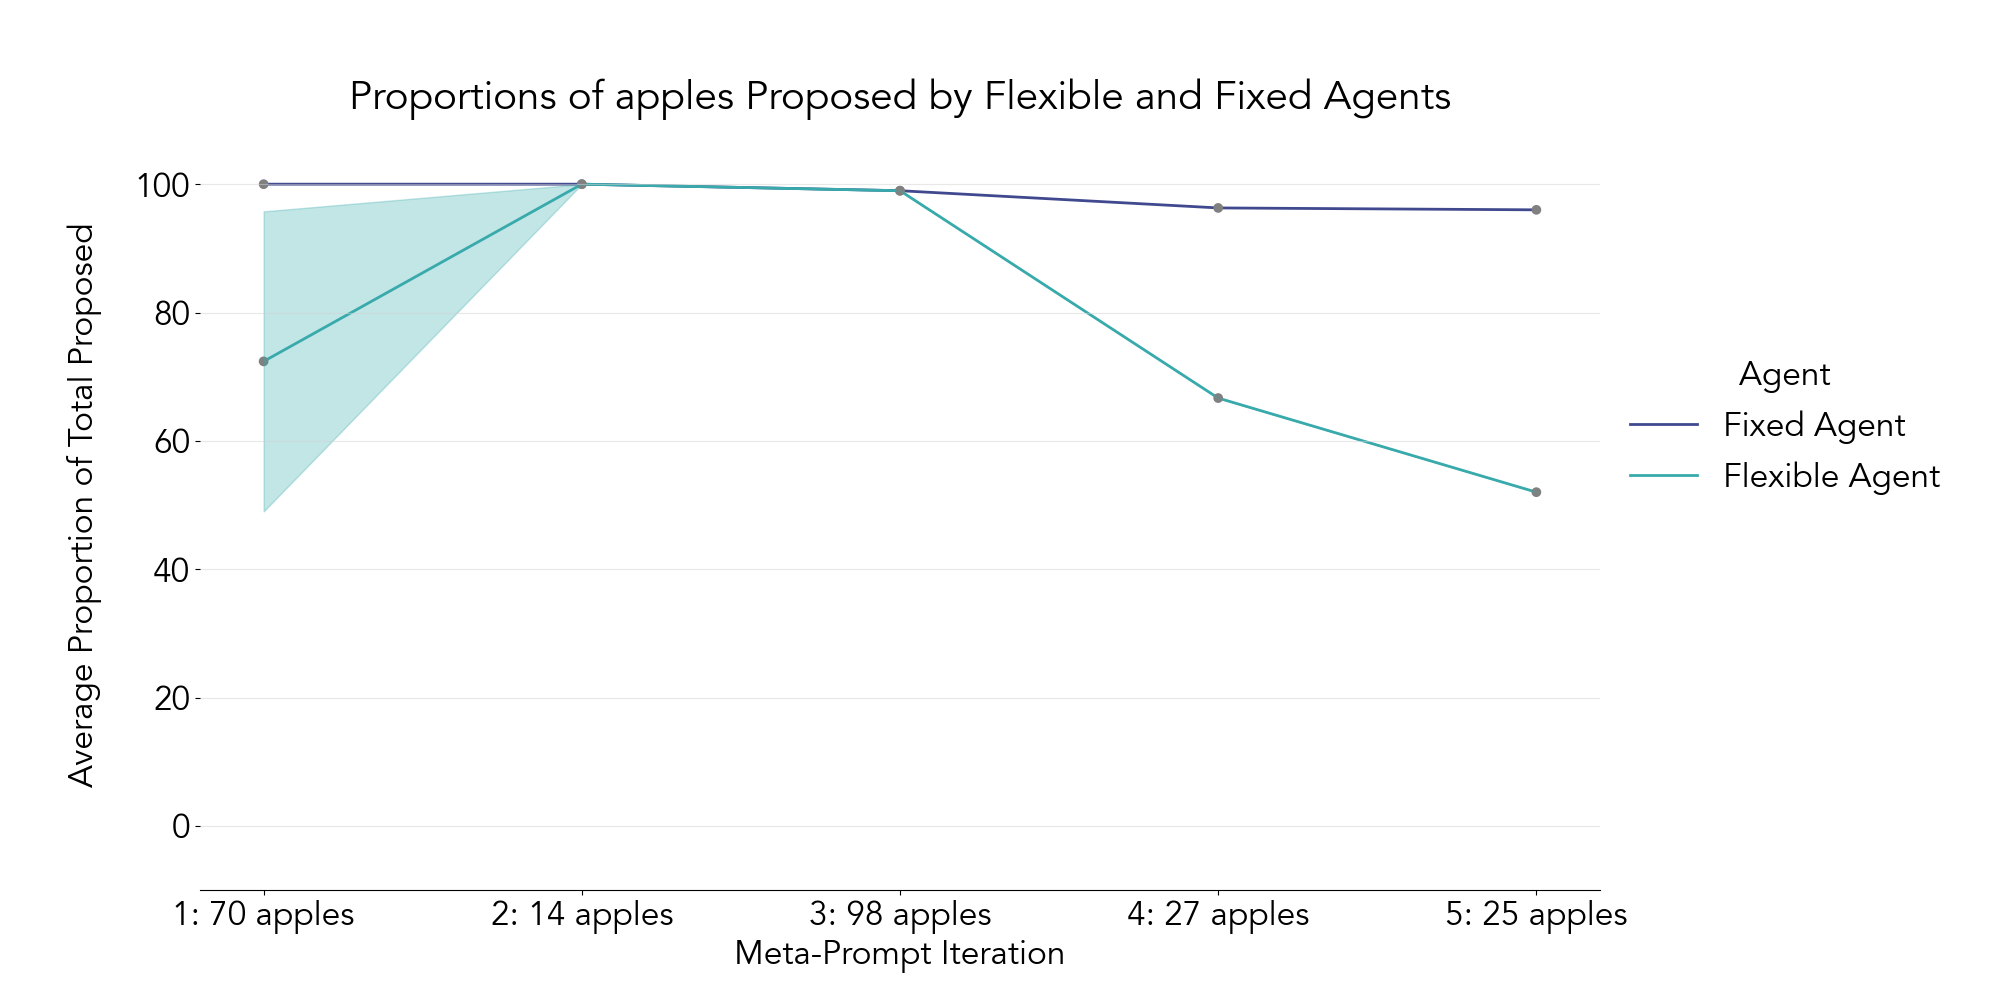 Proportions of apples Proposed by Flexible and Fixed Agents
Average Proportion of Total Proposed
100
80
60
40
20
0
1: 70 apples
2: 14 apples
3: 98 apples
4: 27 apples
5: 25 apples
Meta-Prompt Iteration
Agent
Fixed Agent
Flexible Agent